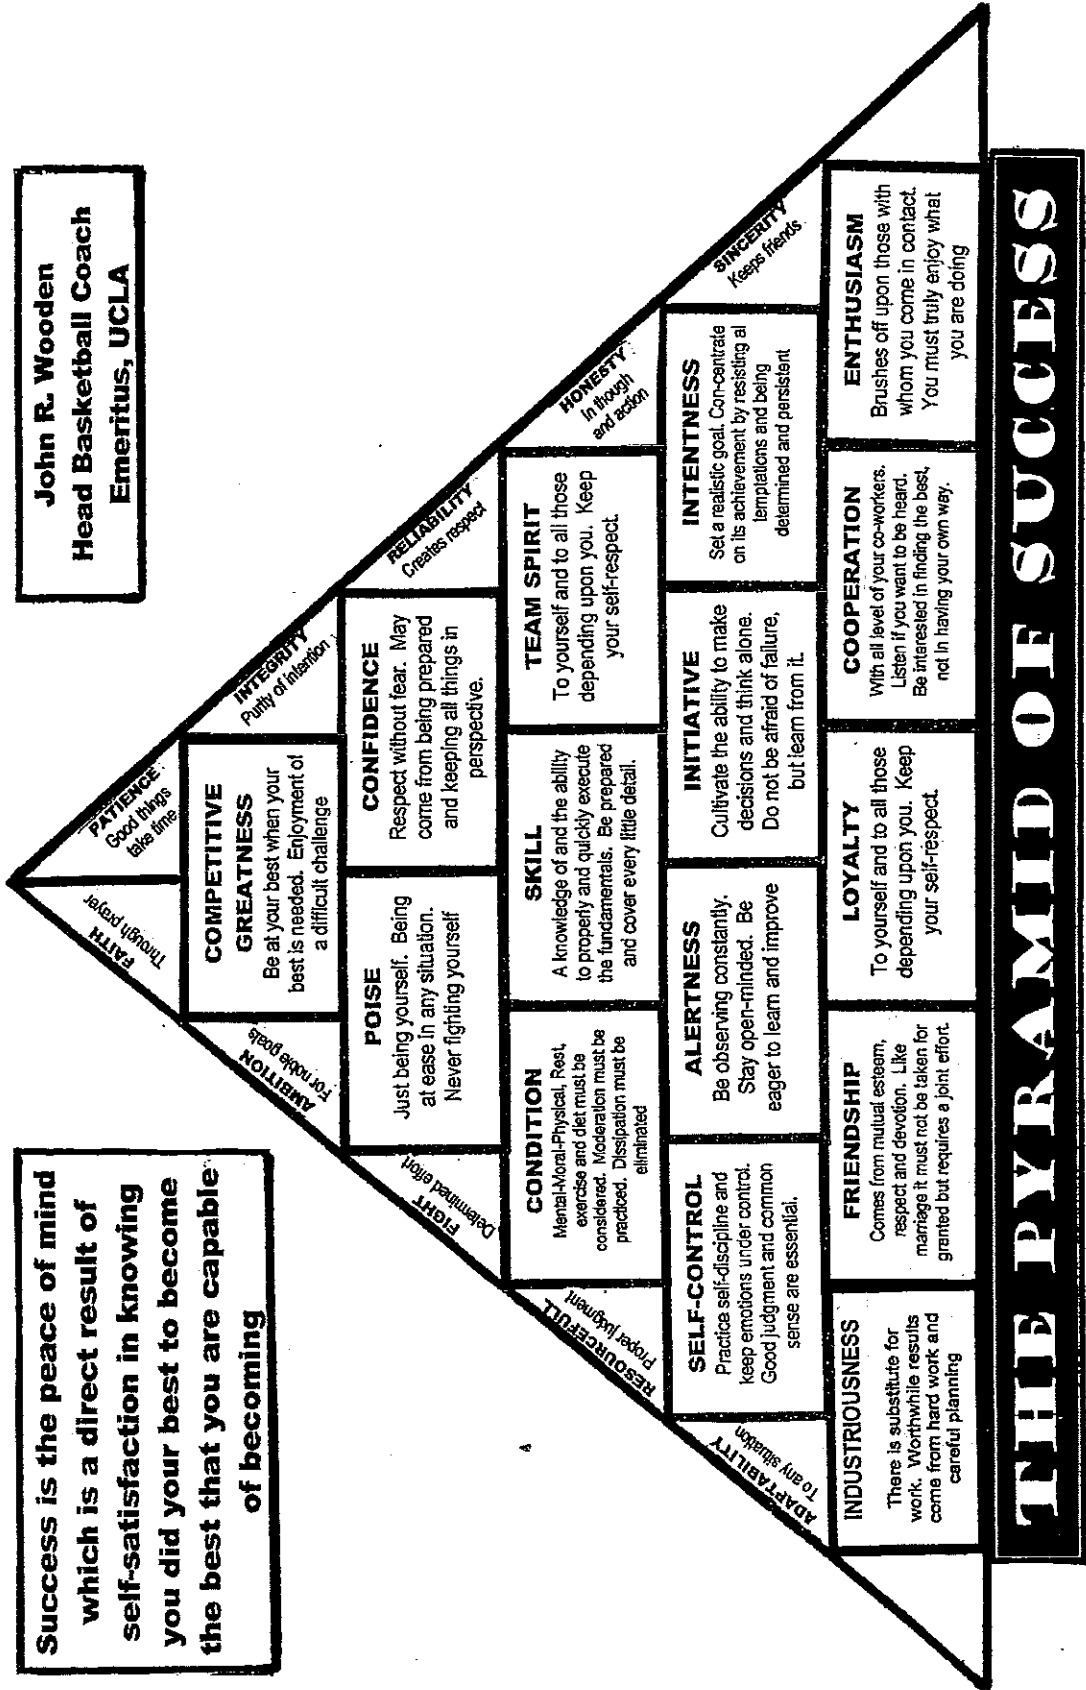 Success is the peace of mind
which is a direct result of
self-satisfaction in knowing
you did your best to become
the best that you are capable
of becoming
John R. Wooden
Head Basketball Coach
Emeritus, UCLA
FAITH
Through prayer
PATIENCE
Good things
take time
AMBITION
For noble goals
COMPETITIVE
GREATNESS
Be at your best when your
best is needed. Enjoyment of
a difficult challenge
INTEGRITY
Purity of intention
FIGHT
Determined effort
POISE
Just being yourself. Being
at ease in any situation.
Never fighting yourself
CONFIDENCE
Respect without fear. May
come from being prepared
and keeping all things in
perspective.
RELIABILITY
Creates respect
RESOURCEFULL
Proper judgment
CONDITION
Mental-Moral-Physical, Rest,
exercise and diet must be
considered. Moderation must be
practiced. Dissipation must be
eliminated
SKILL
A knowledge of and the ability
to properly and quickly execute
the fundamentals. Be prepared
and cover every little detail.
TEAM SPIRIT
To yourself and to all those
depending upon you. Keep
your self-respect.
HONESTY
In though
and action
ADAPTABILITY
To any situation
SELF-CONTROL
Practice self-discipline and
keep emotions under control.
Good judgment and common
sense are essential.
ALERTNESS
Be observing constantly.
Stay open-minded. Be
eager to learn and improve
INITIATIVE
Cultivate the ability to make
decisions and think alone.
Do not be afraid of failure,
but learn from it.
INTENTNESS
Set a realistic goal. Con-centrate
on its achievement by resisting al
temptations and being
determined and persistent
SINCERITY
Keeps friends
INDUSTRIOUSNESS
There is substitute for
work. Worthwhile results
come from hard work and
careful planning
FRIENDSHIP
Comes from mutual esteem,
respect and devotion. Like
marriage it must not be taken for
granted but requires a joint effort.
LOYALTY
To yourself and to all those
depending upon you. Keep
your self-respect.
COOPERATION
With all level of your co-workers.
Listen if you want to be heard.
Be interested in finding the best,
not in having your own way.
ENTHUSIASM
Brushes off upon those with
whom you come in contact.
You must truly enjoy what
you are doing
THE PYRAMID OF SUCCESS